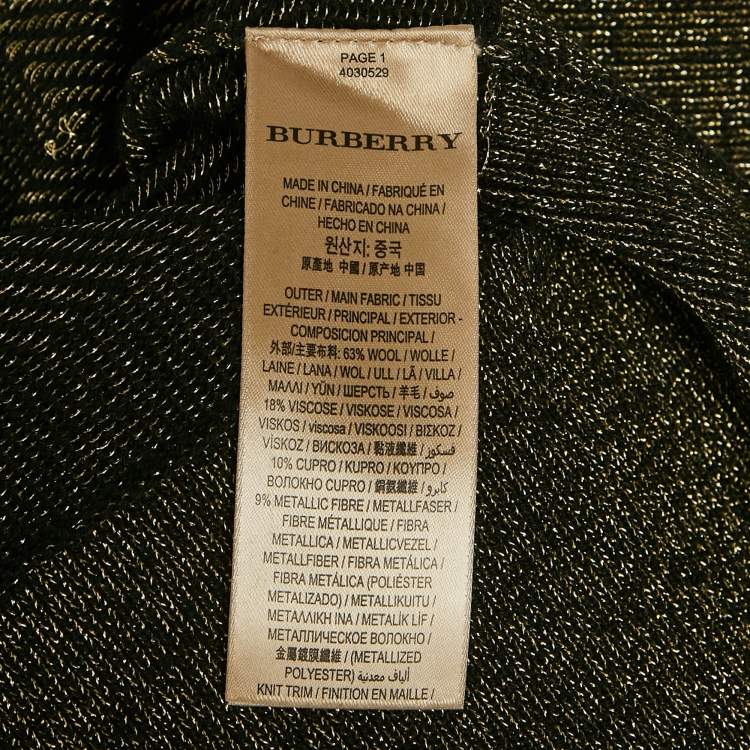 PAGE 1
4030529
BURBERRY
MADE IN CHINA / FABRIQUÉ EN
CHINE / FABRICADO NA CHINA /
HECHO EN CHINA
원산지: 중국
原產地 中國 / 原产地 中国
OUTER / MAIN FABRIC / TISSU
EXTÉRIEUR / PRINCIPAL / EXTERIOR -
COMPOSICION PRINCIPAL /
外部/主要布料: 63% WOOL / WOLLE /
LAINE / LANA / WOL / ULL / LÃ / VILLA /
ΜΑΛΛΙ / YÜN / ШЕРСТЬ / 羊毛 / صوف
18% VISCOSE / VISKOSE / VISCOSA /
VISKOS / viscosa / VISKOOSI / ΒΙΣΚΟΖ /
VİSKOZ / ВИСКОЗА / 黏液纖維 / فسكوز
10% CUPRO / KUPRO / ΚΟΥΠΡΟ /
ВОЛОКНО CUPRO / 銅氨纖維 / كابرو
9% METALLIC FIBRE / METALLFASER /
FIBRE MÉTALLIQUE / FIBRA
METALLICA / METALLICVEZEL /
METALLFIBER / FIBRA METÁLICA /
FIBRA METÁLICA (POLIÉSTER
METALIZADO) / METALLIKUITU /
ΜΕΤΑΛΛΙΚΗ ΙΝΑ / METALİK LİF /
МЕТАЛЛИЧЕСКОЕ ВОЛОКНО /
金屬鍍膜纖維 / (METALLIZED
POLYESTER) ألياف معدنية /
KNIT TRIM / FINITION EN MAILLE /